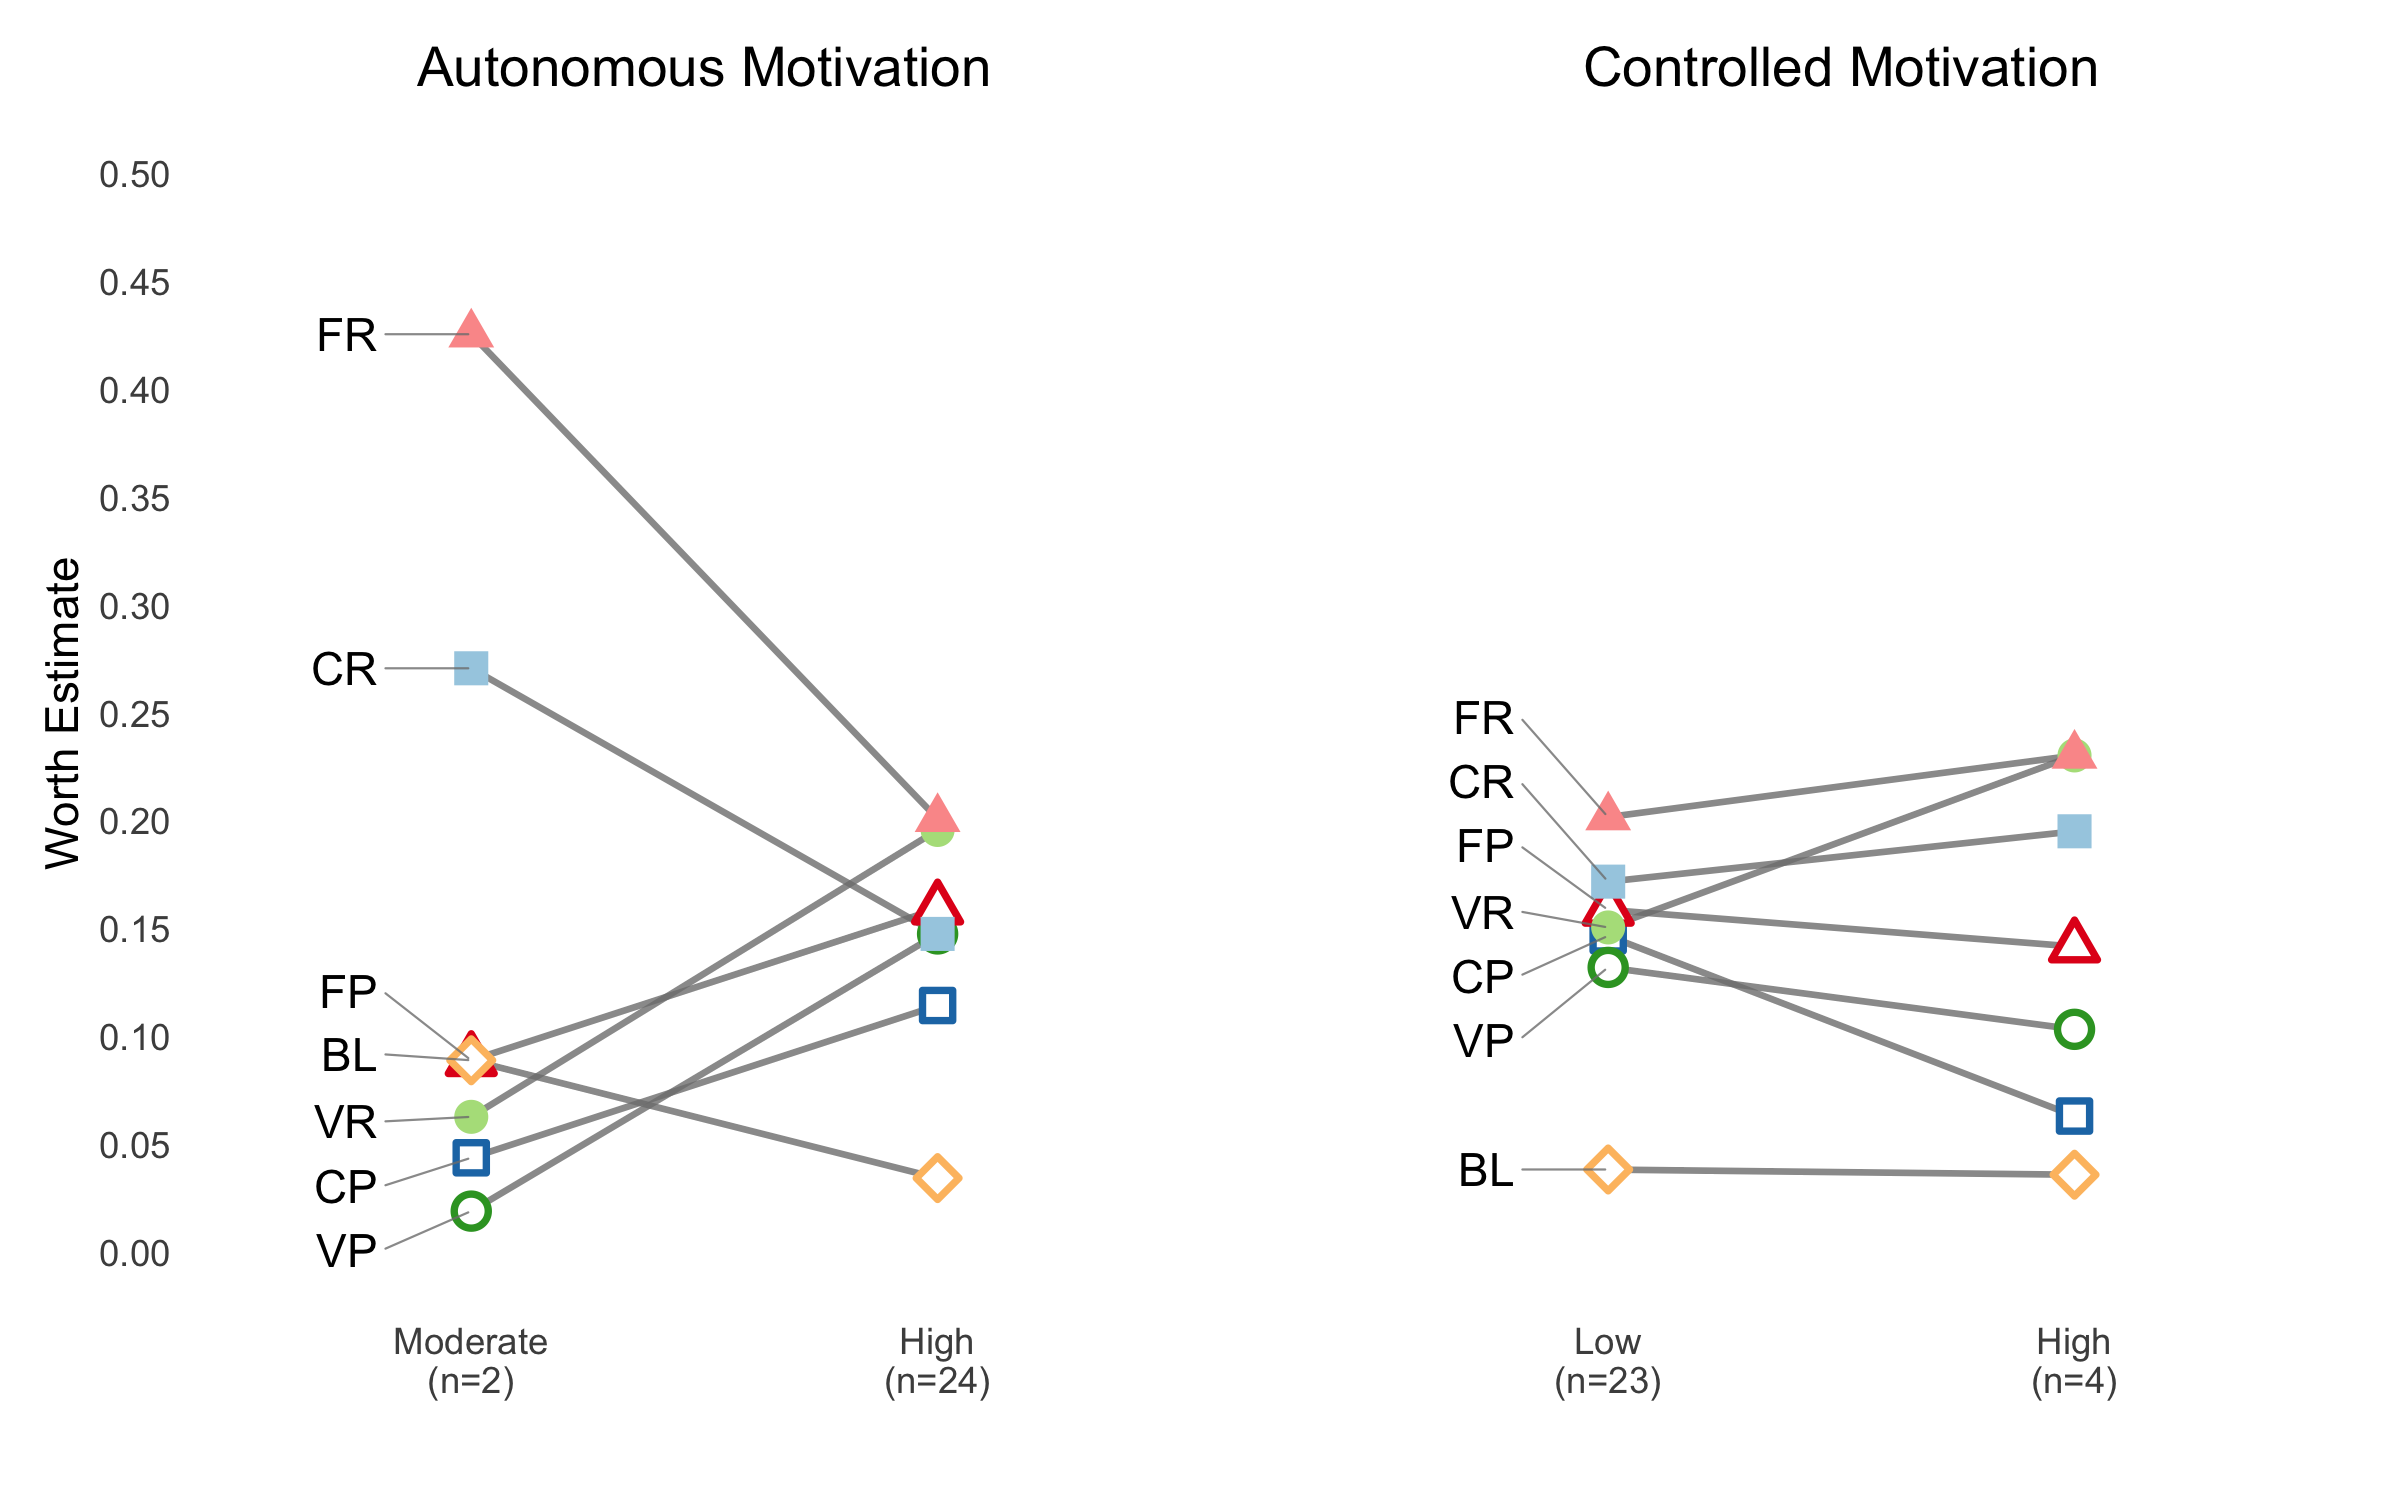 Autonomous Motivation
Controlled Motivation
Worth Estimate
0.50
0.45
0.40
0.35
0.30
0.25
0.20
0.15
0.10
0.05
0.00
FR
CR
FP
BL
VR
CP
VP
Moderate
(n=2)
High
(n=24)
FR
CR
FP
VR
CP
VP
BL
Low
(n=23)
High
(n=4)